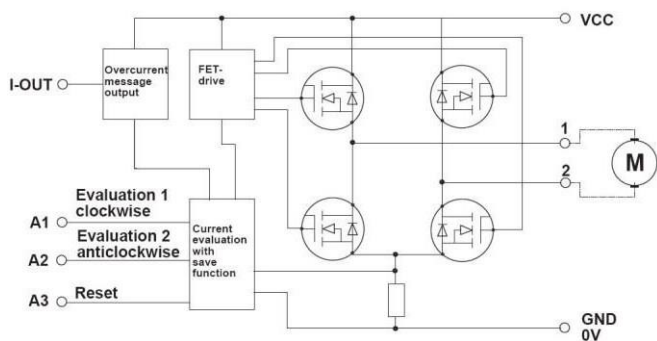 VCC
Overcurrent
message
output
FET-
drive
I-OUT
1
M
2
Evaluation 1
clockwise
A1
Evaluation 2
anticlockwise
A2
Current
evaluation
with
save
function
Reset
A3
GND
0V